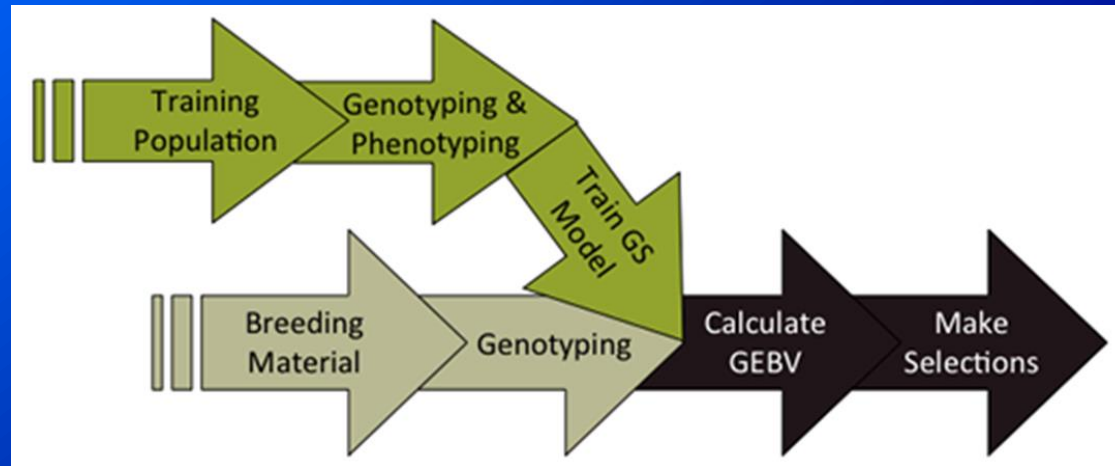 Training
Population
Genotyping &
Phenotyping
Train GS
Model
Breeding
Material
Genotyping
Calculate
GEBV
Make
Selections